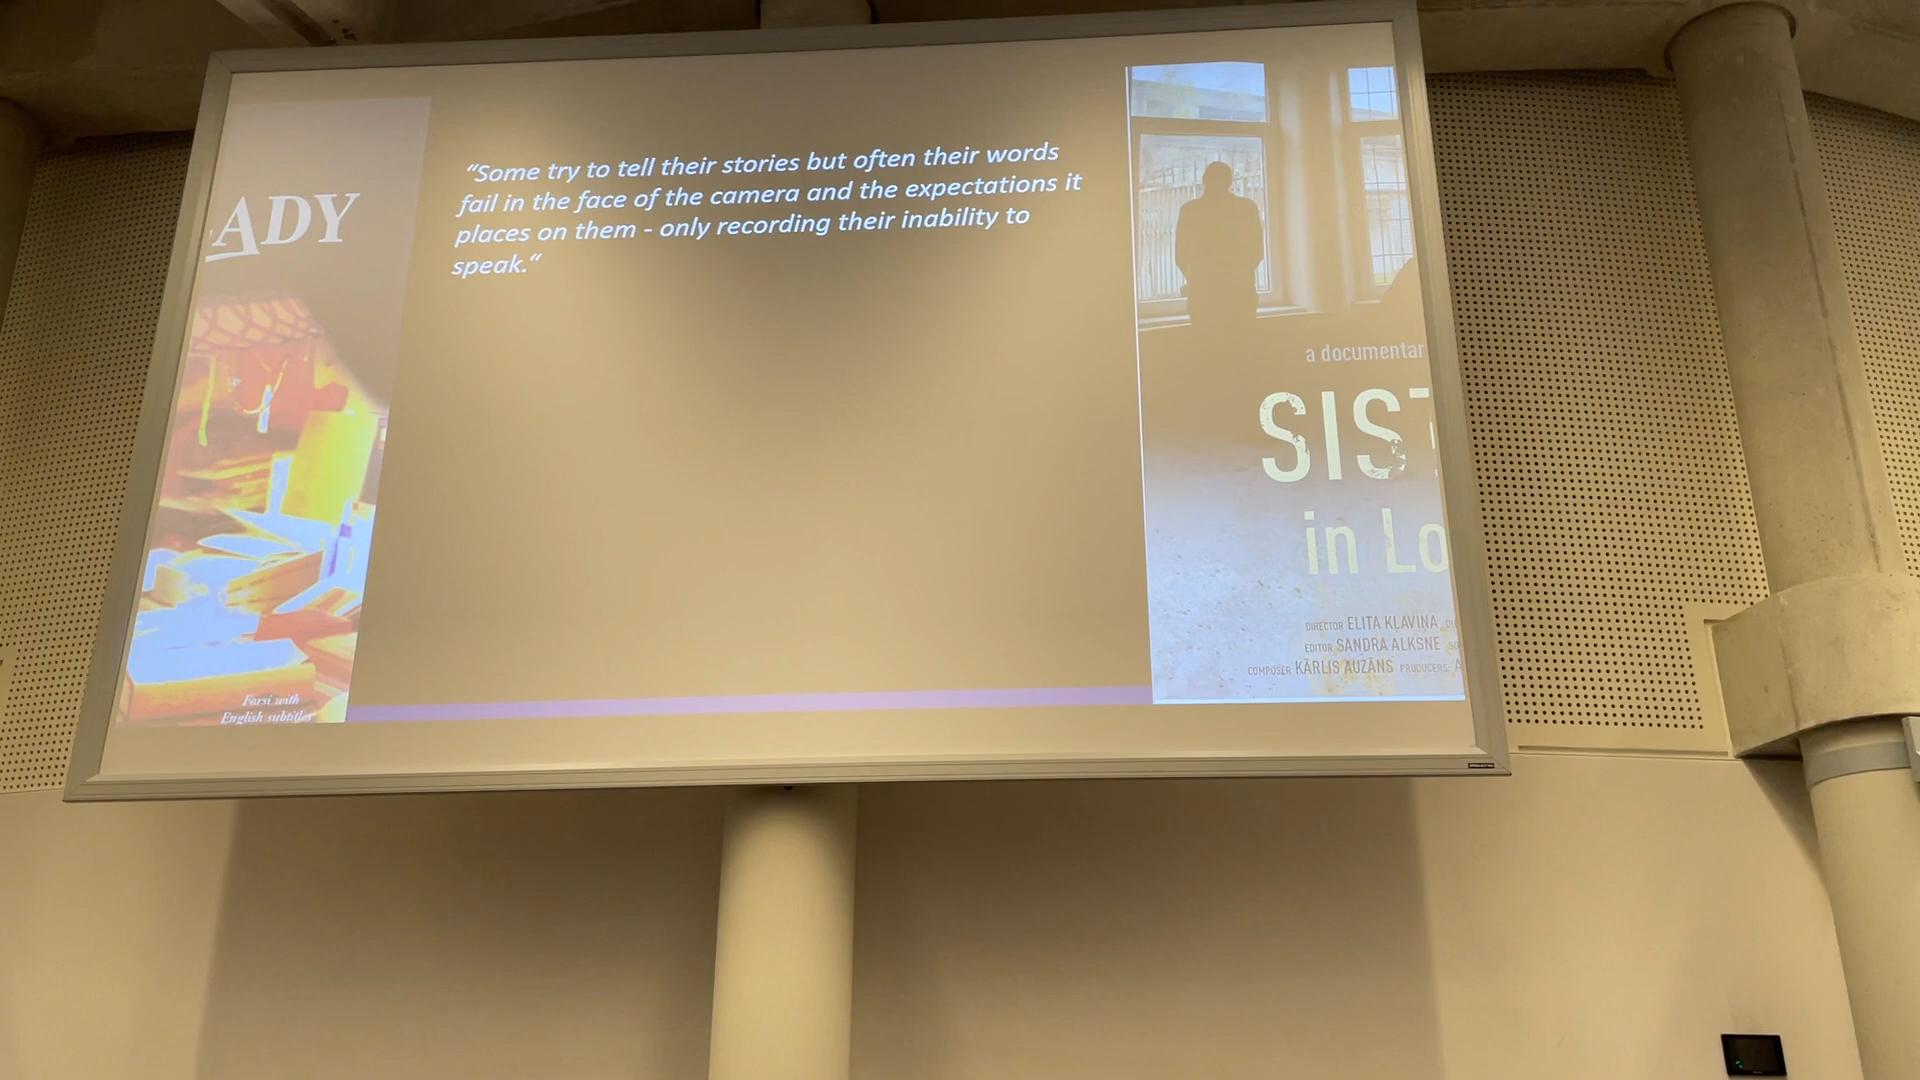 ADY
Farsi with
English subtitles
“Some try to tell their stories but often their words
fail in the face of the camera and the expectations it
places on them - only recording their inability to
speak.“
a documentar
SIST
in Lo
DIRECTOR ELITA KĻAVIŅA
EDITOR SANDRA ALKSNE
COMPOSER KĀRLIS AUZĀNS PRODUCERS: A